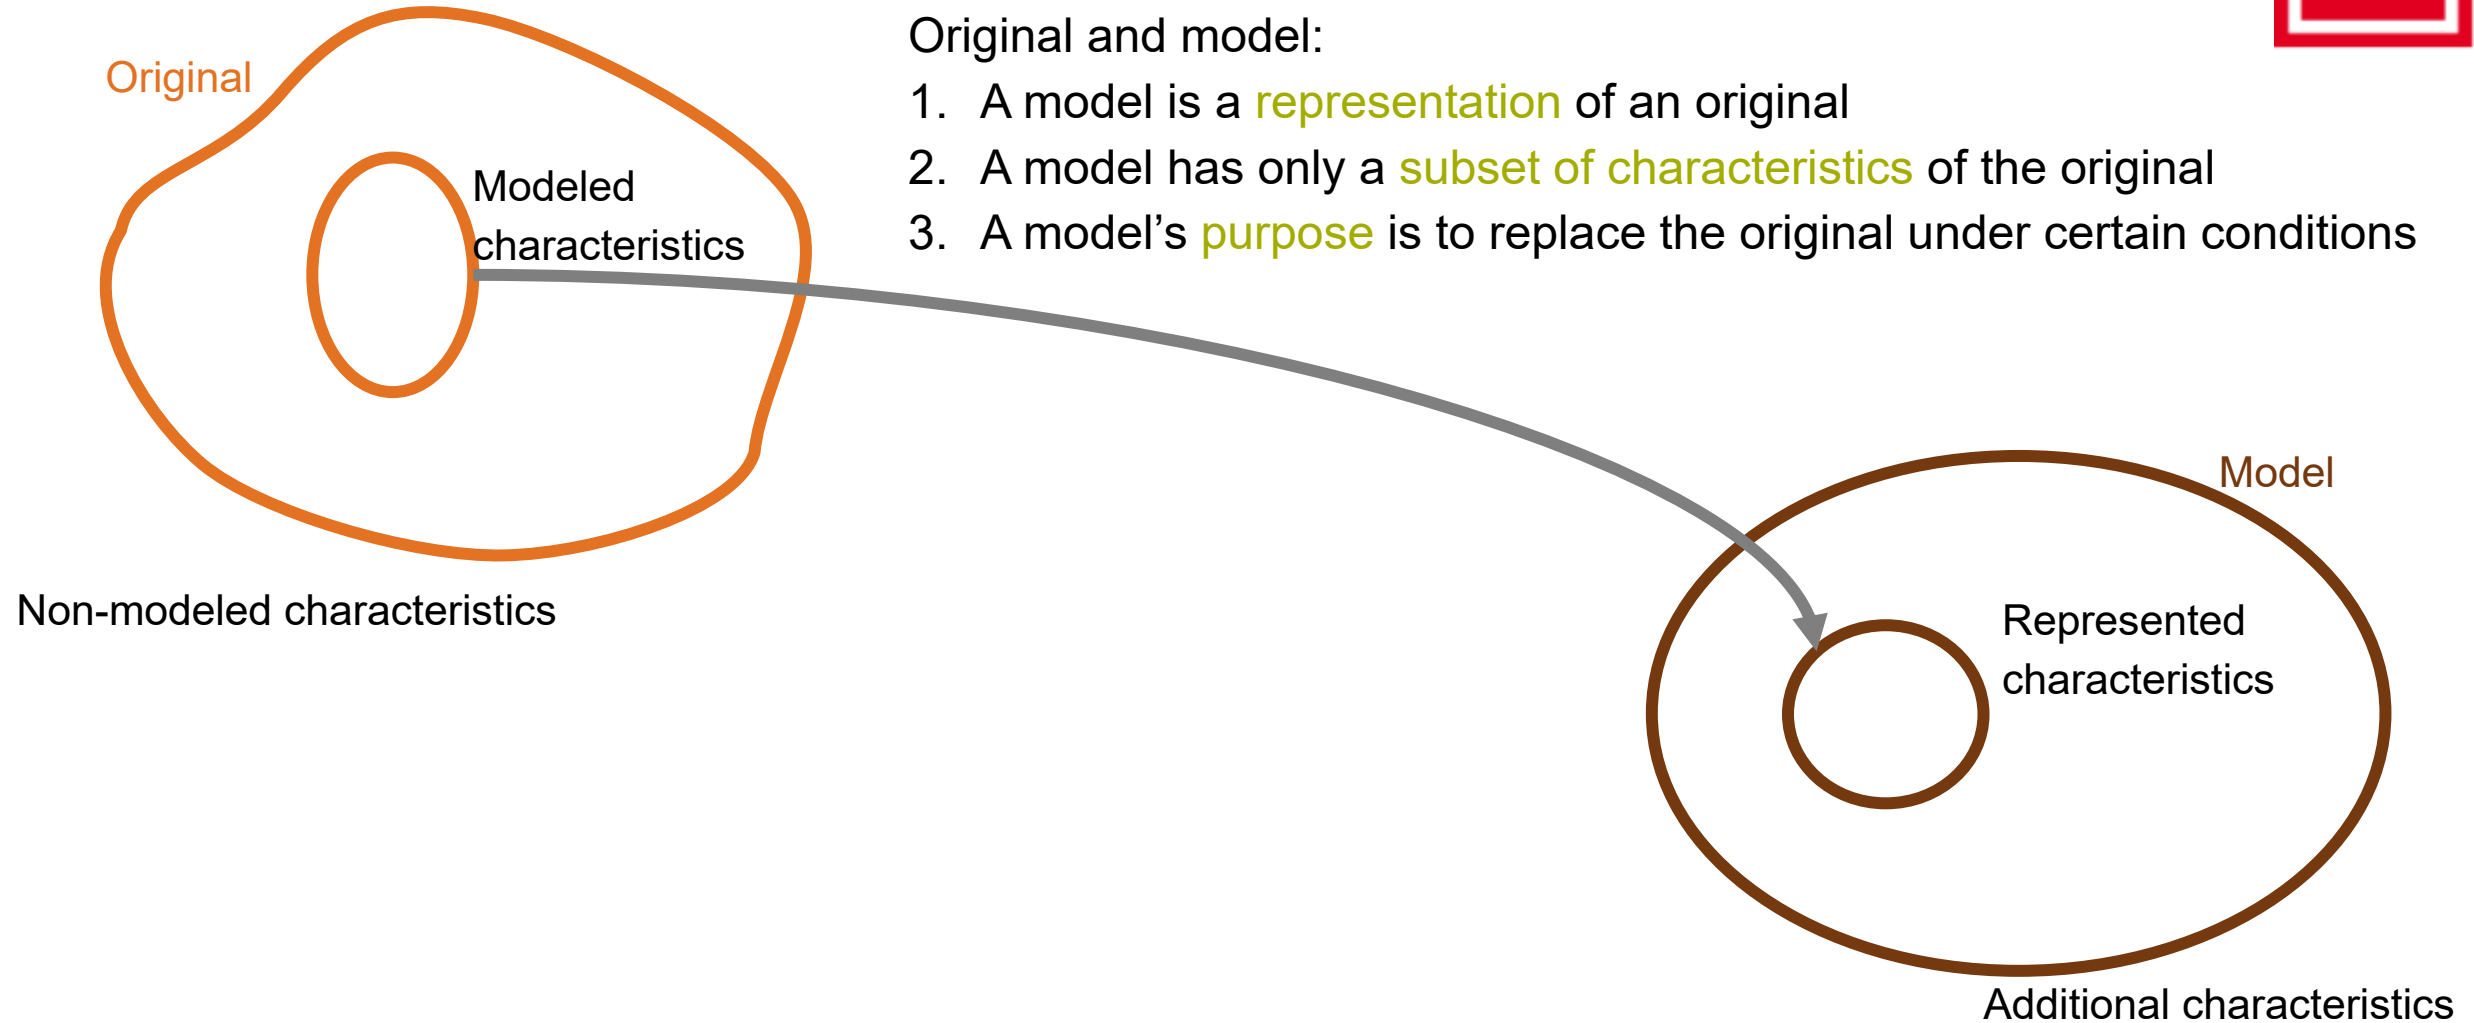 Original and model:
1. A model is a representation of an original
2. A model has only a subset of characteristics of the original
3. A model’s purpose is to replace the original under certain conditions
Original
Modeled
characteristics
Non-modeled characteristics
Model
Represented
characteristics
Additional characteristics